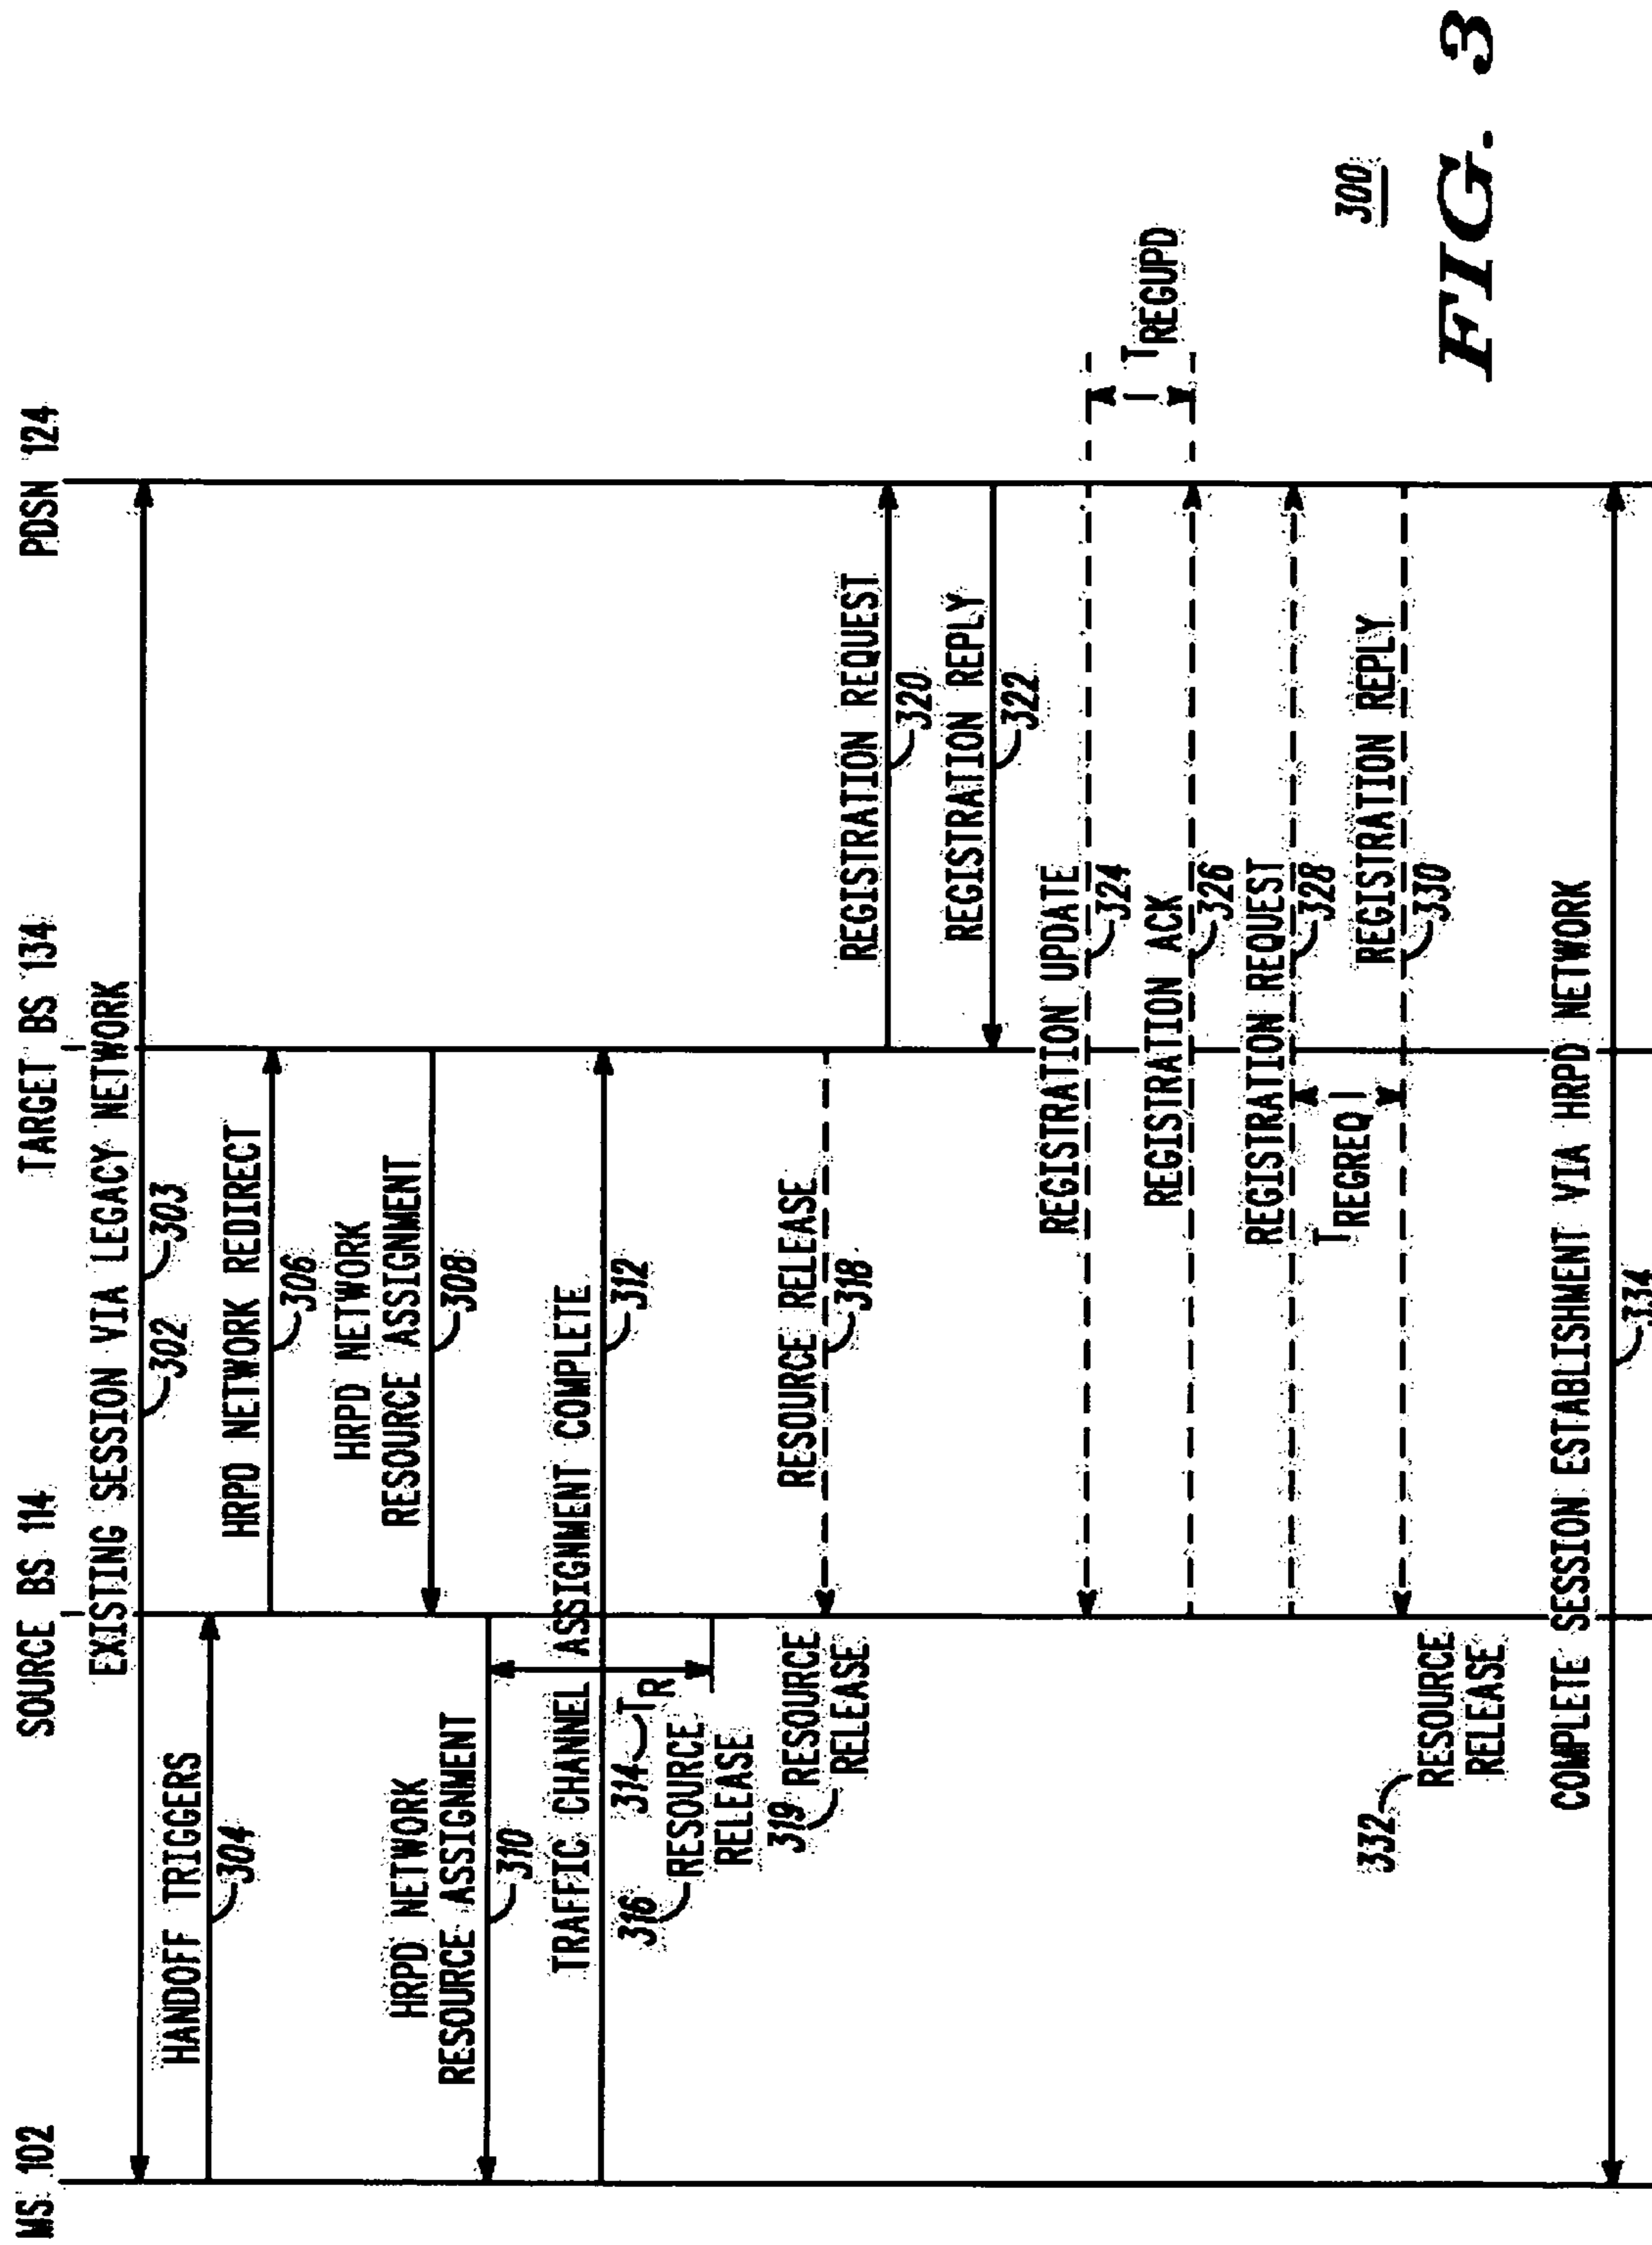 MS 102
SOURCE BS 114
TARGET BS 134
PDSN 124
EXISTING SESSION VIA LEGACY NETWORK
302
303
HANDOFF TRIGGERS
304
HRPD NETWORK REDIRECT
306
HRPD NETWORK
RESOURCE ASSIGNMENT
308
HRPD NETWORK
RESOURCE ASSIGNMENT
310
TRAFFIC CHANNEL ASSIGNMENT COMPLETE
312
314
TR
316
RESOURCE
RELEASE
RESOURCE RELEASE
318
319
RESOURCE
RELEASE
REGISTRATION REQUEST
320
REGISTRATION REPLY
322
REGISTRATION UPDATE
324
TREGUPD
REGISTRATION ACK
326
REGISTRATION REQUEST
328
TREGREQ
REGISTRATION REPLY
330
332
RESOURCE
RELEASE
COMPLETE SESSION ESTABLISHMENT VIA HRPD NETWORK
334
300
FIG. 3